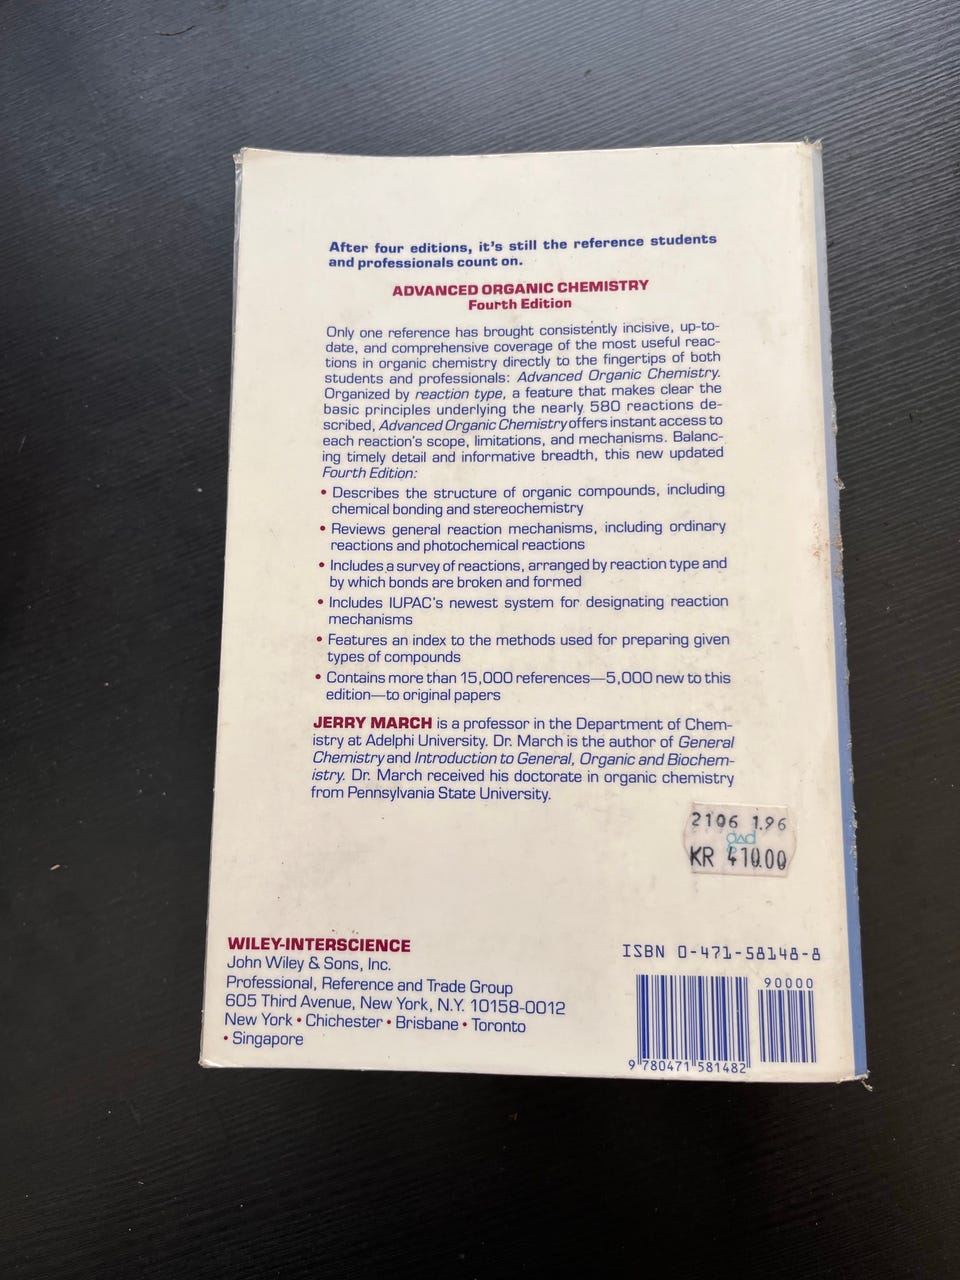 After four editions, it's still the reference students
and professionals count on.
ADVANCED ORGANIC CHEMISTRY
Fourth Edition
Only one reference has brought consistently incisive, up-to-
date, and comprehensive coverage of the most useful reac-
tions in organic chemistry directly to the fingertips of both
students and professionals: Advanced Organic Chemistry.
Organized by reaction type, a feature that makes clear the
basic principles underlying the nearly 580 reactions de-
scribed, Advanced Organic Chemistry offers instant access to
each reaction's scope, limitations, and mechanisms. Balanc-
ing timely detail and informative breadth, this new updated
Fourth Edition:
• Describes the structure of organic compounds, including
chemical bonding and stereochemistry
• Reviews general reaction mechanisms, including ordinary
reactions and photochemical reactions
• Includes a survey of reactions, arranged by reaction type and
by which bonds are broken and formed
• Includes IUPAC's newest system for designating reaction
mechanisms
• Features an index to the methods used for preparing given
types of compounds
• Contains more than 15,000 references—5,000 new to this
edition—to original papers
JERRY MARCH is a professor in the Department of Chem-
istry at Adelphi University. Dr. March is the author of General
Chemistry and Introduction to General, Organic and Biochem-
istry. Dr. March received his doctorate in organic chemistry
from Pennsylvania State University.
2106 1.96
gad
KR 410.00
WILEY-INTERSCIENCE
John Wiley & Sons, Inc.
Professional, Reference and Trade Group
605 Third Avenue, New York, N.Y. 10158-0012
New York • Chichester • Brisbane • Toronto
• Singapore
ISBN 0-471-58148-8
90000
9 780471 581482